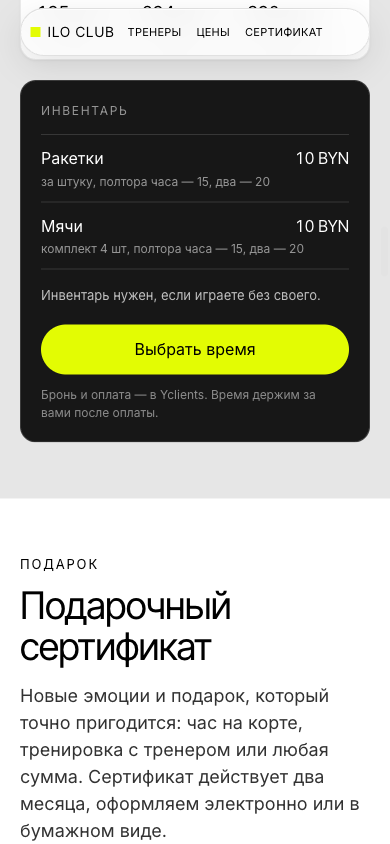 ILO CLUB ТРЕНЕРЫ ЦЕНЫ СЕРТИФИКАТ
ИНВЕНТАРЬ
Ракетки 10 BYN
за штуку, полтора часа — 15, два — 20
Мячи 10 BYN
комплект 4 шт, полтора часа — 15, два — 20
Инвентарь нужен, если играете без своего.
Выбрать время
Бронь и оплата — в Yclients. Время держим за
вами после оплаты.
ПОДАРОК
Подарочный
сертификат
Новые эмоции и подарок, который
точно пригодится: час на корте,
тренировка с тренером или любая
сумма. Сертификат действует два
месяца, оформляем электронно или в
бумажном виде.